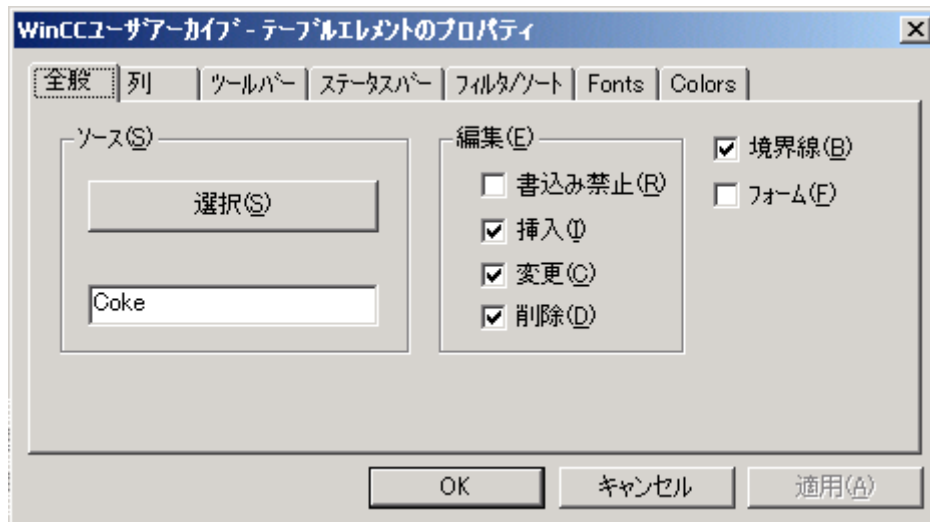 WinCCユーザアーカイブ - テーブルエレメントのプロパティ
全般 列 ツールバー ステータスバー フィルタ/ソート Fonts Colors
ソース(S)
選択(S)
Coke
編集(E)
書込み禁止(R)
挿入(I)
変更(C)
削除(D)
境界線(B)
フォーム(F)
OK キャンセル 適用(A)